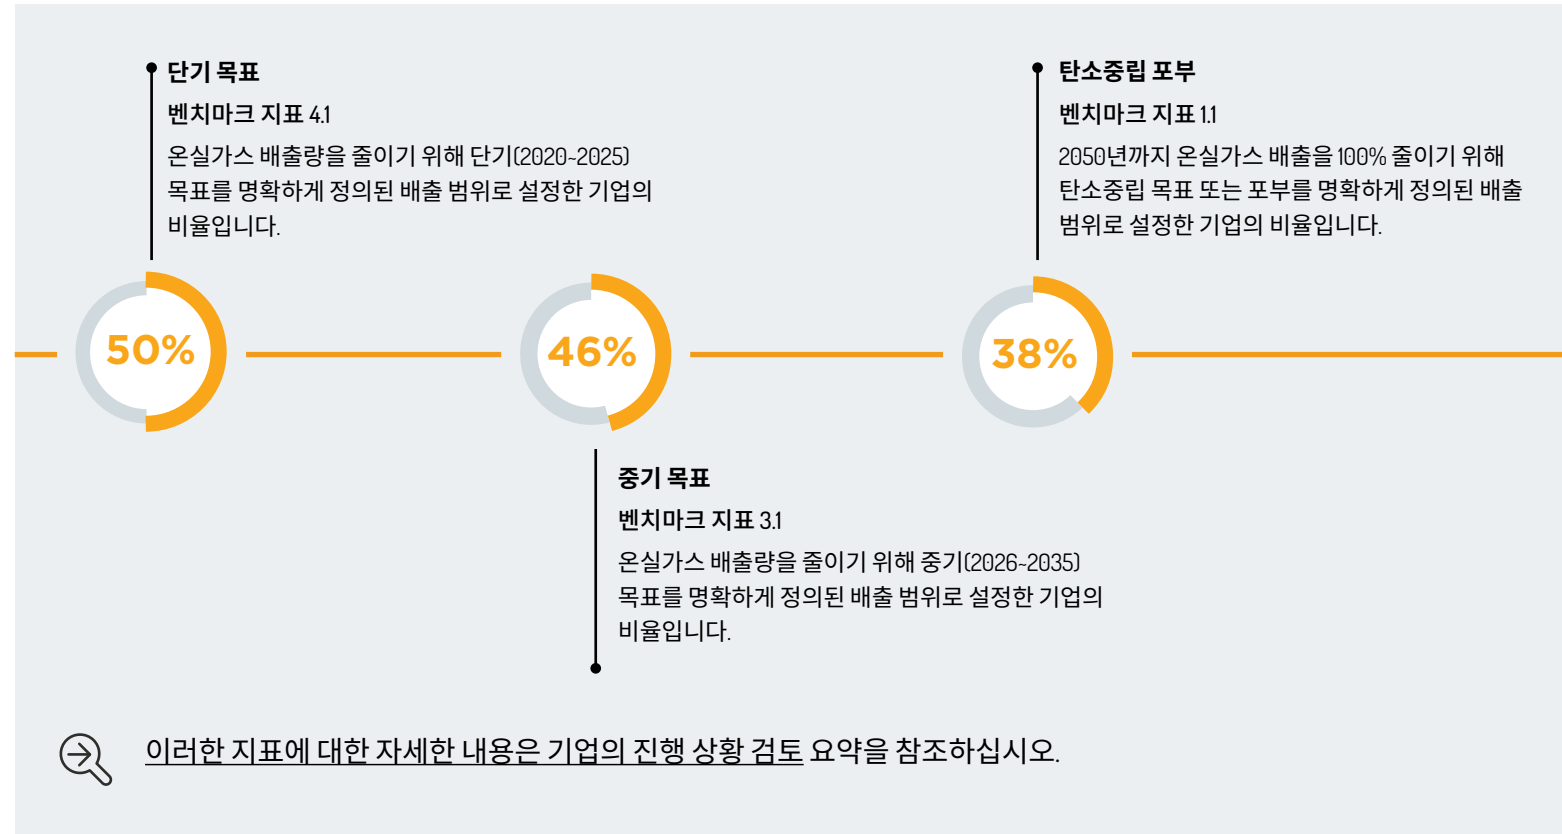 단기 목표
벤치마크 지표 4.1
온실가스 배출량을 줄이기 위해 단기(2020~2025)
목표를 명확하게 정의된 배출 범위로 설정한 기업의
비율입니다.
탄소중립 포부
벤치마크 지표 1.1
2050년까지 온실가스 배출을 100% 줄이기 위해
탄소중립 목표 또는 포부를 명확하게 정의된 배출
범위로 설정한 기업의 비율입니다.
50%
46%
38%
중기 목표
벤치마크 지표 3.1
온실가스 배출량을 줄이기 위해 중기(2026~2035)
목표를 명확하게 정의된 배출 범위로 설정한 기업의
비율입니다.
이러한 지표에 대한 자세한 내용은 기업의 진행 상황 검토 요약을 참조하십시오.